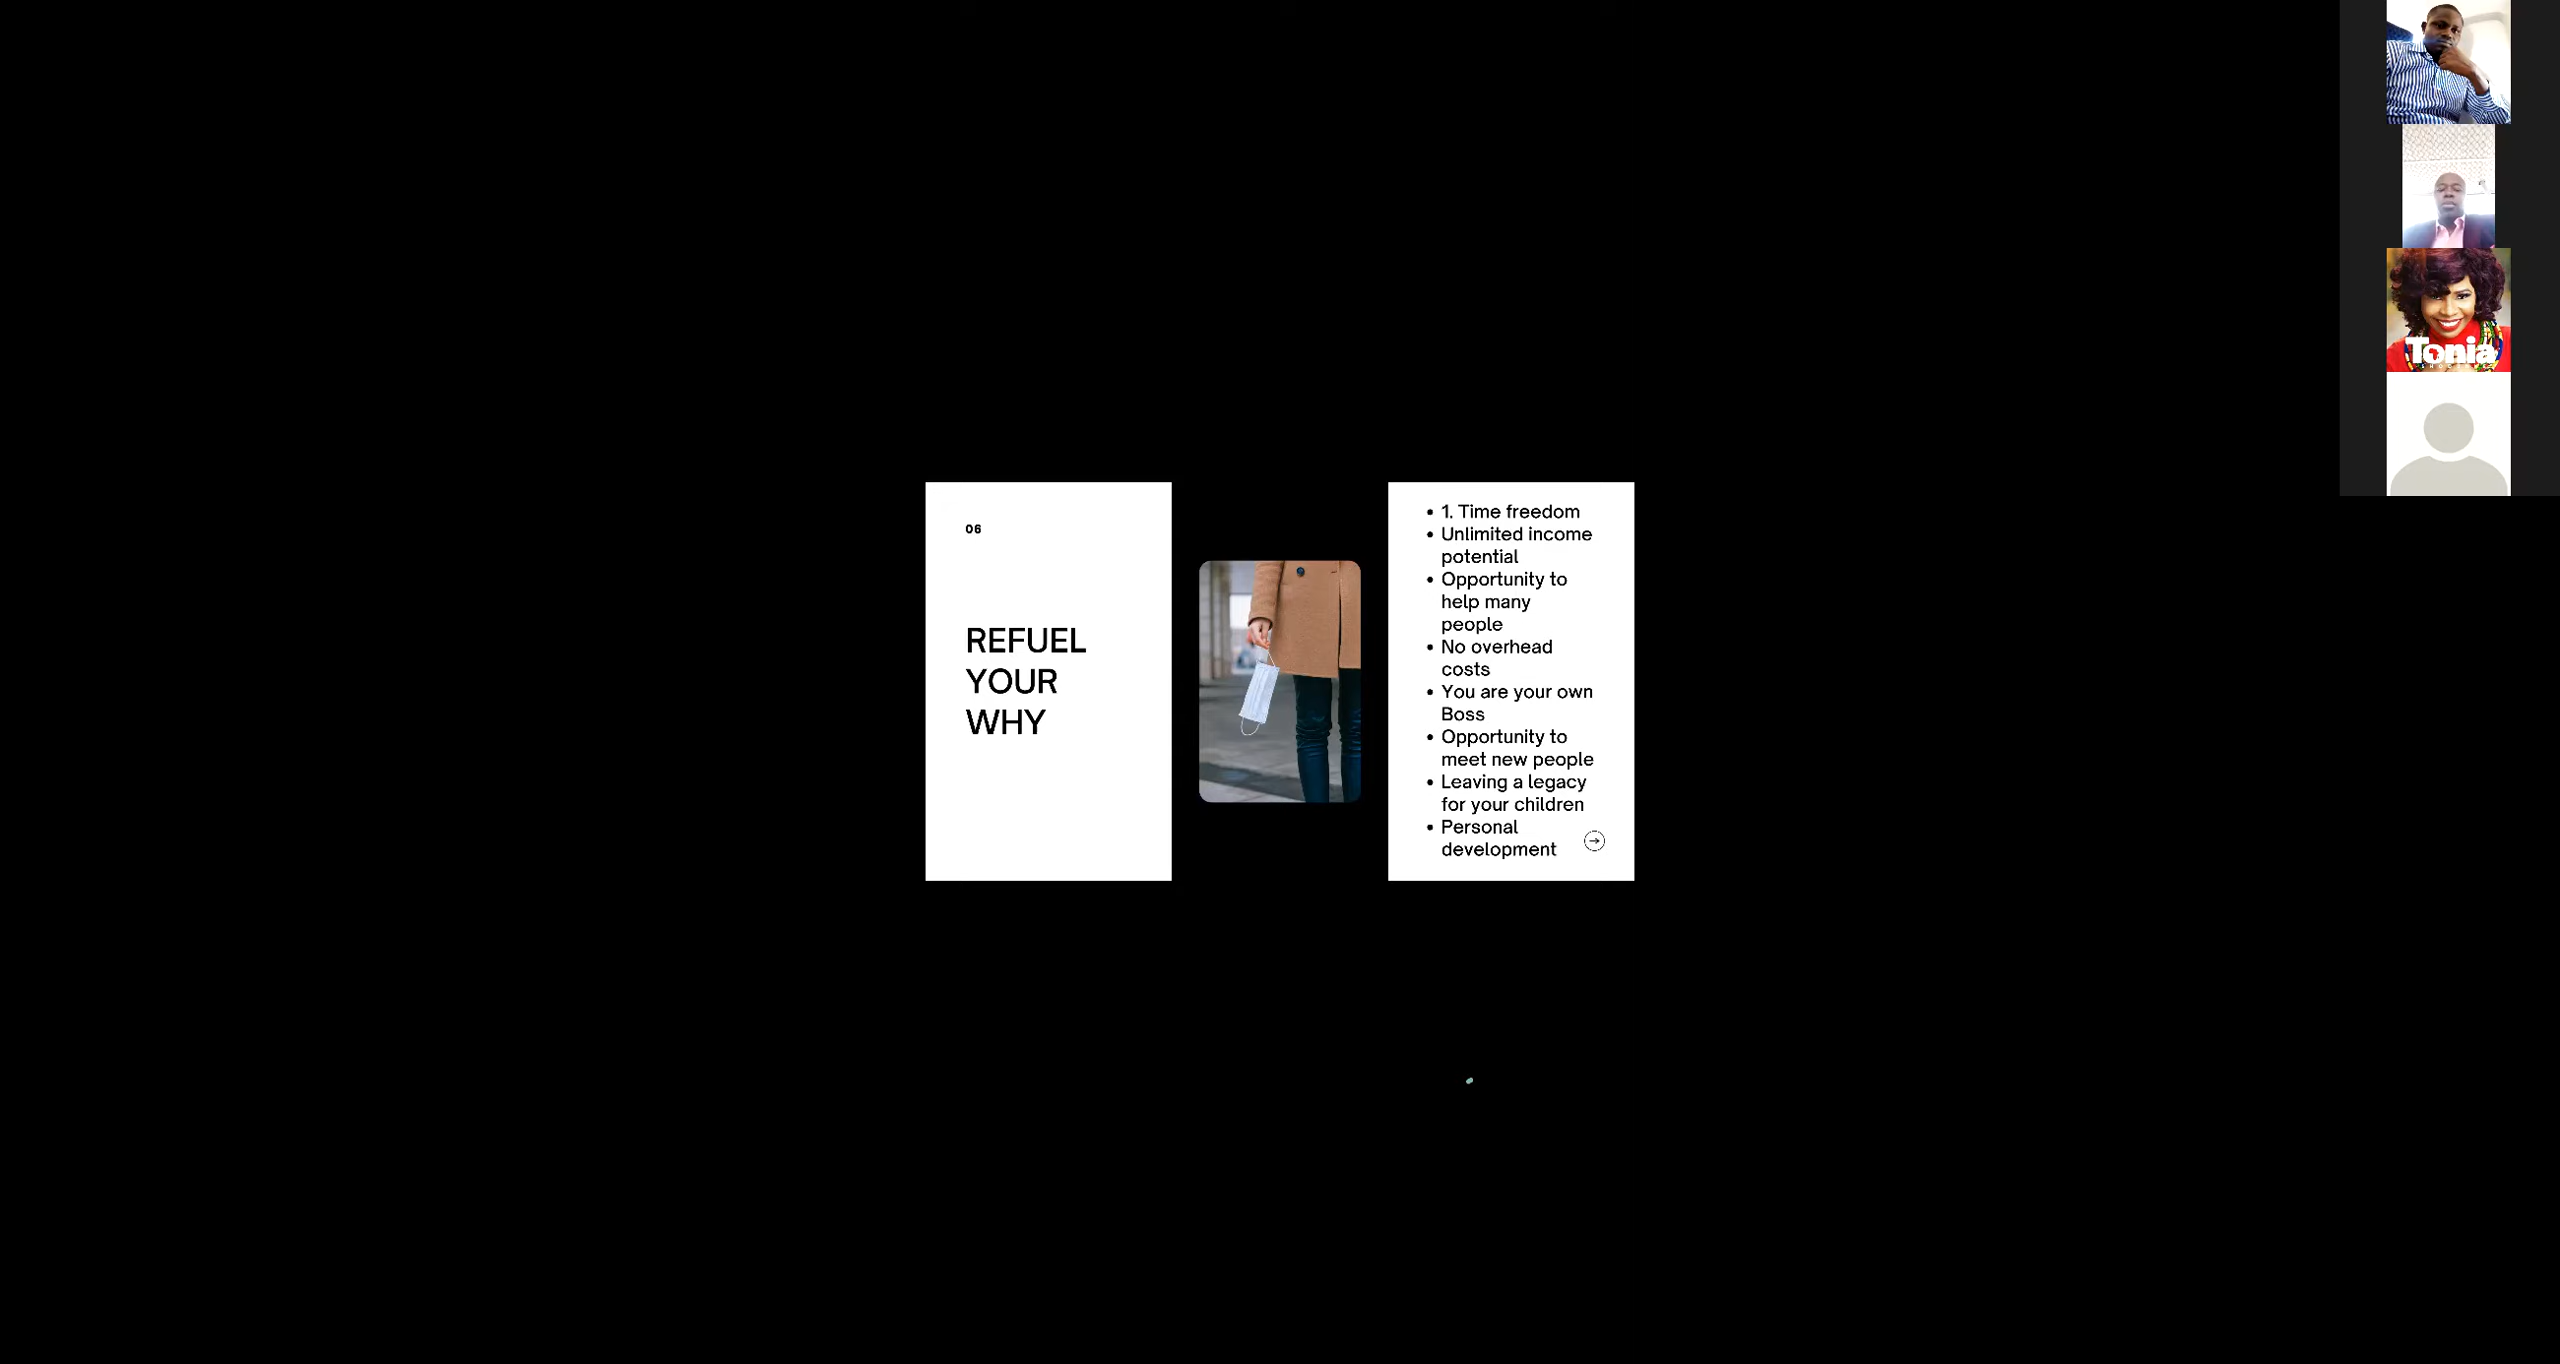 06
REFUEL
YOUR
WHY
• 1. Time freedom
• Unlimited income
potential
• Opportunity to
help many
people
• No overhead
costs
• You are your own
Boss
• Opportunity to
meet new people
• Leaving a legacy
for your children
• Personal
development
Tonia